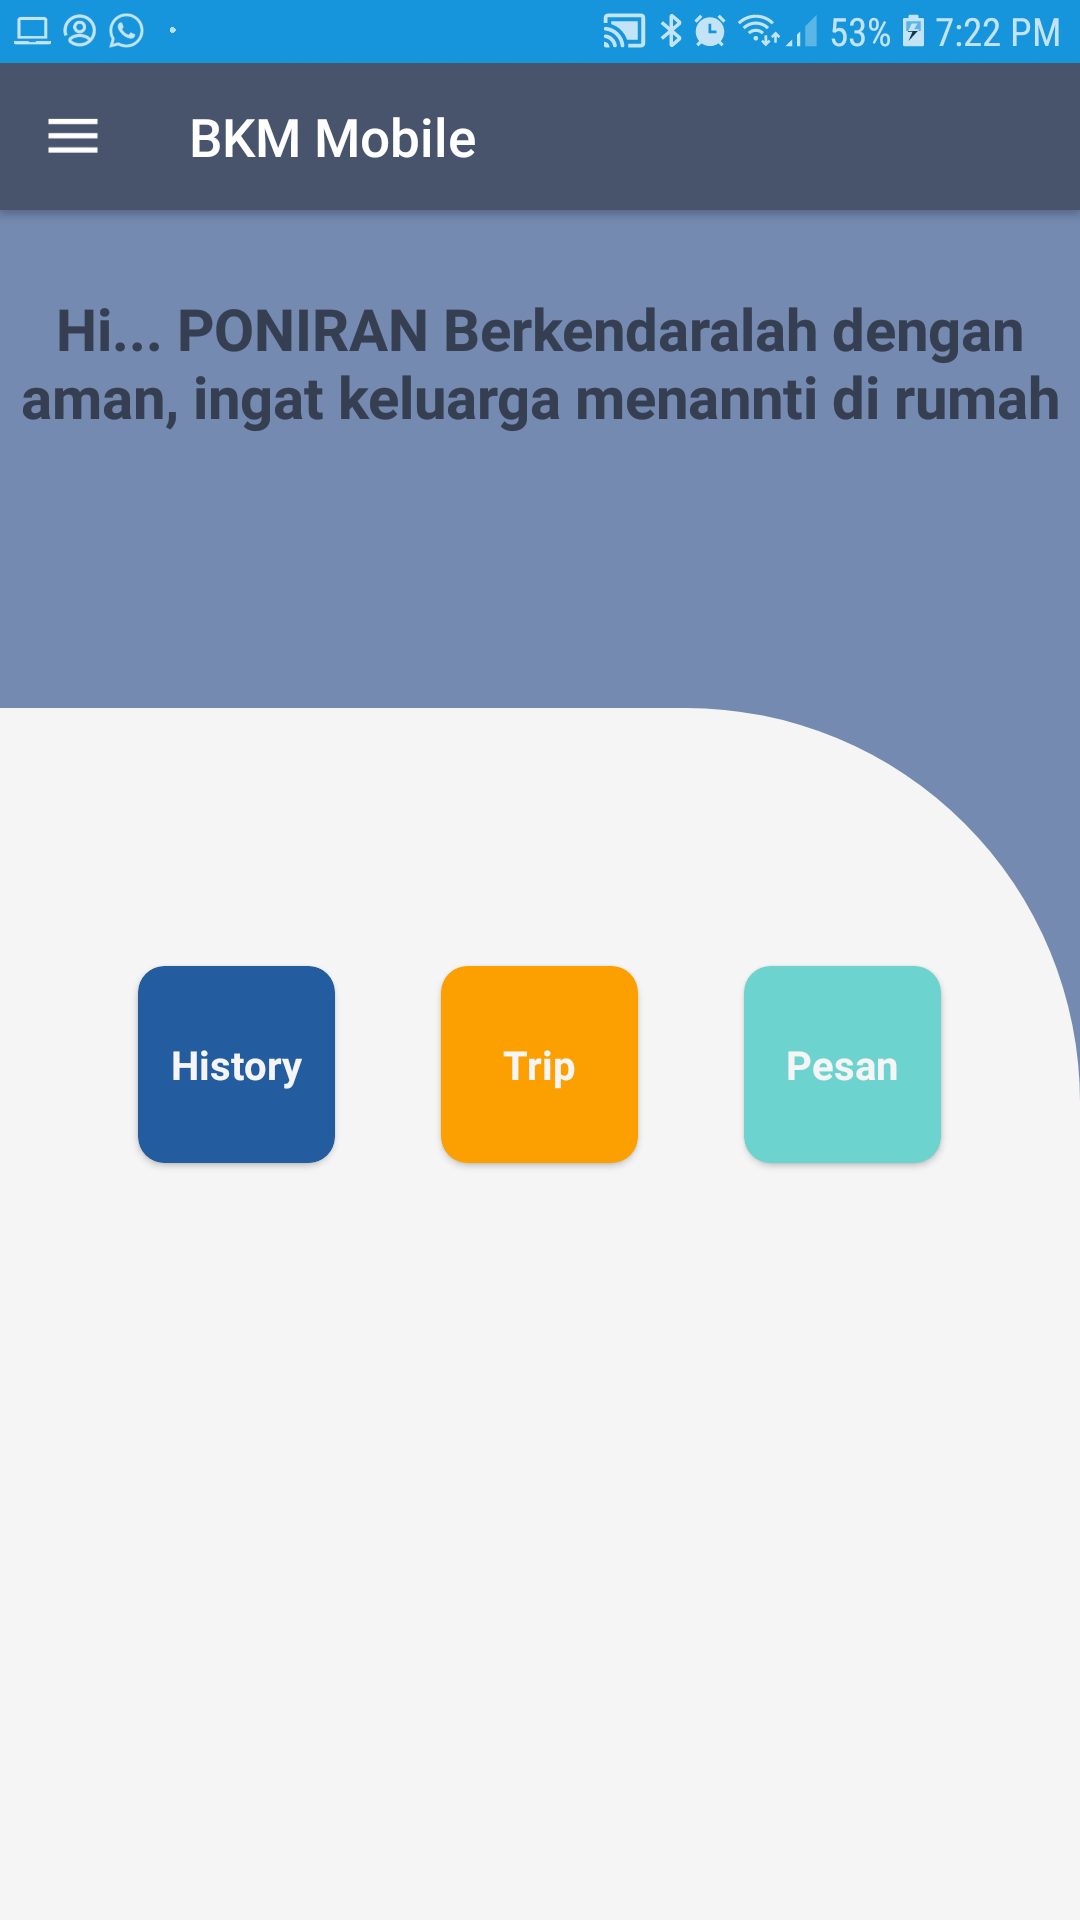 53% 7:22 PM
BKM Mobile
Hi... PONIRAN Berkendaralah dengan
aman, ingat keluarga menannti di rumah
History Trip Pesan